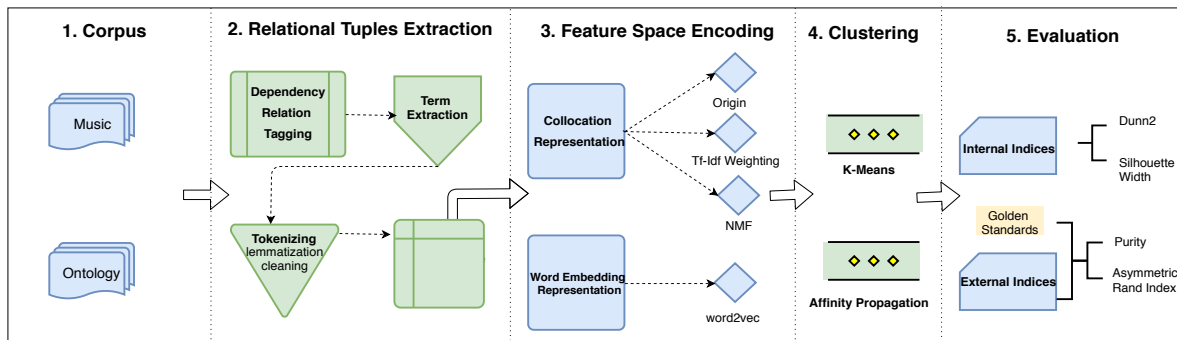 1. Corpus
Music
Ontology
2. Relational Tuples Extraction
Dependency
Relation
Tagging
Term
Extraction
Tokenizing
lemmatization
cleaning
3. Feature Space Encoding
Collocation
Representation
Origin
Tf-Idf Weighting
NMF
Word Embedding
Representation
word2vec
4. Clustering
K-Means
Affinity Propagation
5. Evaluation
Internal Indices
Dunn2
Silhouette
Width
Golden
Standards
External Indices
Purity
Asymmetric
Rand Index